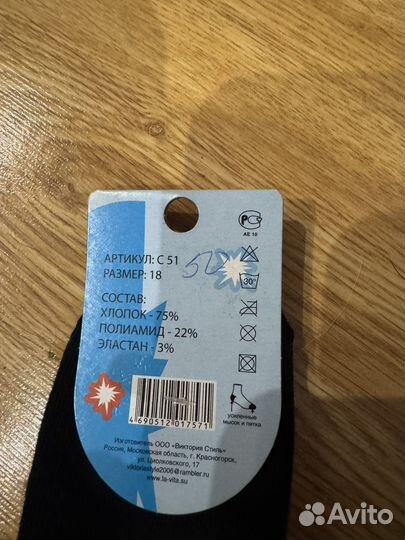 АРТИКУЛ: С 51
РАЗМЕР: 18
52
СОСТАВ:
ХЛОПОК - 75%
ПОЛИАМИД - 22%
ЭЛАСТАН - 3%
АЕ 10
30°
усиленные
мысок и пятка
4 690512 017571
Изготовитель ООО «Виктория Стиль»
Россия, Московская область, г. Красногорск,
ул. Циолковского, 17
viktoriastyle2006@rambler.ru
www.la-vita.su
Avito